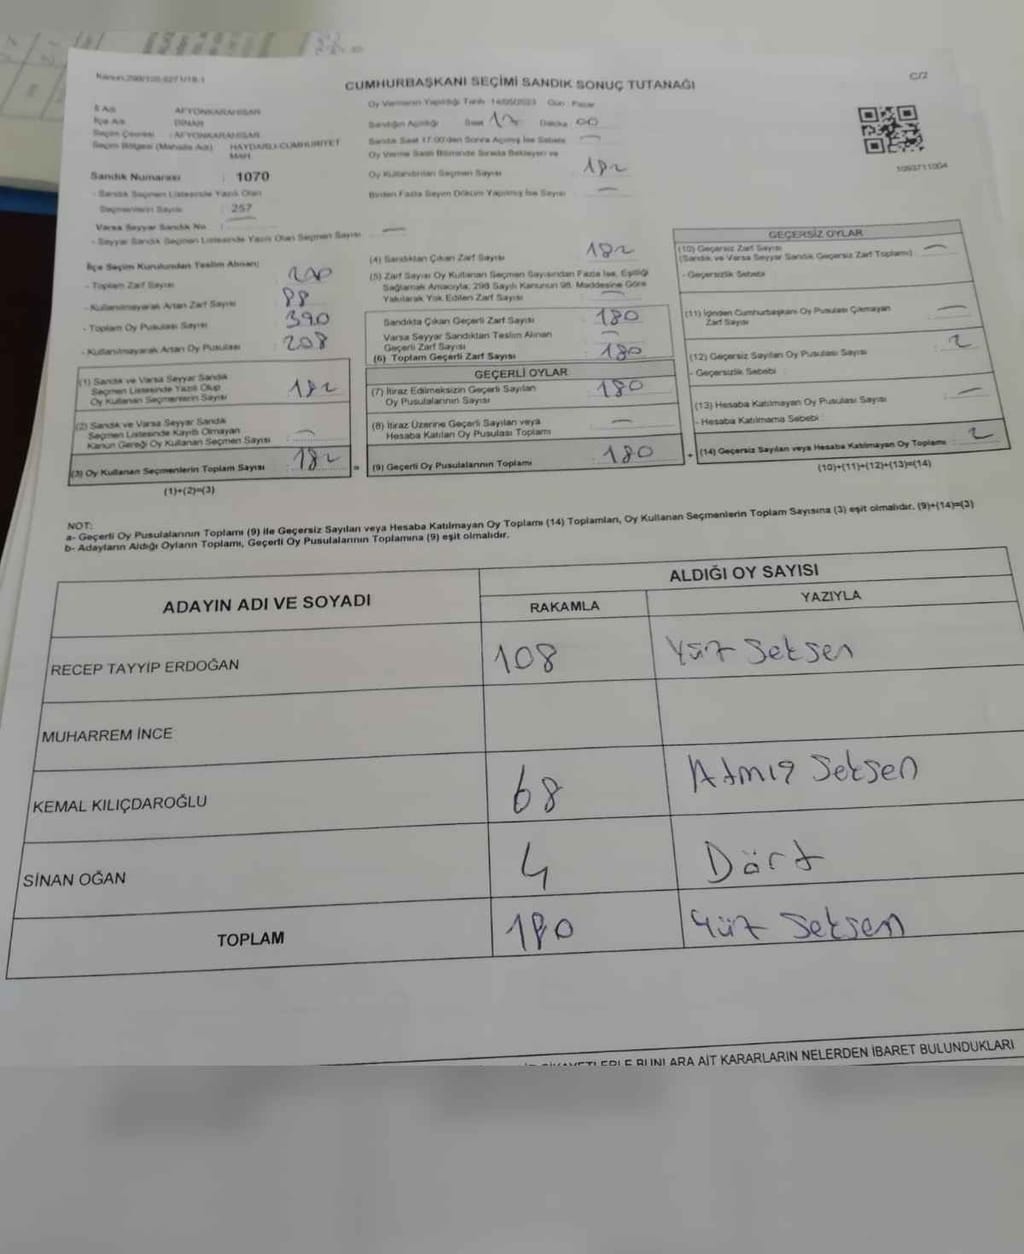 C/2
CUMHURBAŞKANI SEÇİMİ SANDIK SONUÇ TUTANAĞI
İl Adı : AFYONKARAHİSAR
İlçe Adı : DİNAR
Seçim Çevresi : AFYONKARAHİSAR
Seçim Bölgesi (Mahalle Adı) : HAYDARLI-CUMHURİYET MAH.
Sandık Numarası : 1070
- Sandık Seçmen Listesinde Yazılı Olan
Seçmenlerin Sayısı : 257
Varsa Seyyar Sandık No :
- Seyyar Sandık Seçmen Listesinde Yazılı Olan Seçmen Sayısı —
Oy Vermenin Yapıldığı Tarih : 14/05/2023 Gün : Pazar
Sandığın Açıldığı Saat 17 Dakika 00
Sandık Saat 17:00'den Sonra Açılmış İse Sebebi —
Oy Verme Saati Bitiminde Sırada Bekleyen ve
Oy Kullandırılan Seçmen Sayısı 182
Birden Fazla Sayım Döküm Yapılmış İse Sayısı —
1093711004
İlçe Seçim Kurulundan Teslim Alınan;
- Toplam Zarf Sayısı
- Kullanılmayarak Artan Zarf Sayısı 88
- Toplam Oy Pusulası Sayısı 390
- Kullanılmayarak Artan Oy Pusulası 208
(1) Sandık ve Varsa Seyyar Sandık
Seçmen Listesinde Yazılı Olup
Oy Kullanan Seçmenlerin Sayısı 182
(2) Sandık ve Varsa Seyyar Sandık
Seçmen Listesinde Kayıtlı Olmayan
Kanun Gereği Oy Kullanan Seçmen Sayısı —
(3) Oy Kullanan Seçmenlerin Toplam Sayısı 182
(1)+(2)=(3)
(4) Sandıktan Çıkan Zarf Sayısı 182
(5) Zarf Sayısı Oy Kullanan Seçmen Sayısından Fazla İse, Eşitliği
Sağlamak Amacıyla; 298 Sayılı Kanunun 98. Maddesine Göre
Yakılarak Yok Edilen Zarf Sayısı —
Sandıkta Çıkan Geçerli Zarf Sayısı 180
Varsa Seyyar Sandıktan Teslim Alınan
Geçerli Zarf Sayısı —
(6) Toplam Geçerli Zarf Sayısı 180
GEÇERLİ OYLAR
(7) İtiraz Edilmeksizin Geçerli Sayılan
Oy Pusulalarının Sayısı 180
(8) İtiraz Üzerine Geçerli Sayılan veya
Hesaba Katılan Oy Pusulası Toplamı —
= (9) Geçerli Oy Pusulalarının Toplamı 180
GEÇERSİZ OYLAR
(10) Geçersiz Zarf Sayısı —
(Sandık ve Varsa Seyyar Sandık Geçersiz Zarf Toplamı)
- Geçersizlik Sebebi
(11) İçinden Cumhurbaşkanı Oy Pusulası Çıkmayan
Zarf Sayısı —
(12) Geçersiz Sayılan Oy Pusulası Sayısı 2
- Geçersizlik Sebebi
(13) Hesaba Katılmayan Oy Pusulası Sayısı —
- Hesaba Katılmama Sebebi
+ (14) Geçersiz Sayılan veya Hesaba Katılmayan Oy Toplamı 2
(10)+(11)+(12)+(13)=(14)
NOT:
a- Geçerli Oy Pusulalarının Toplamı (9) ile Geçersiz Sayılan veya Hesaba Katılmayan Oy Toplamı (14) Toplamları, Oy Kullanan Seçmenlerin Toplam Sayısına (3) eşit olmalıdır. (9)+(14)=(3)
b- Adayların Aldığı Oyların Toplamı, Geçerli Oy Pusulalarının Toplamına (9) eşit olmalıdır.
ADAYIN ADI VE SOYADI
ALDIĞI OY SAYISI
RAKAMLA YAZIYLA
RECEP TAYYİP ERDOĞAN 108 Yüz Seksen
MUHARREM İNCE
KEMAL KILIÇDAROĞLU 68 Atmış Seksen
SİNAN OĞAN 4 Dört
TOPLAM 180 Yüz Seksen
BUNLARA AİT KARARLARIN NELERDEN İBARET BULUNDUKLARI